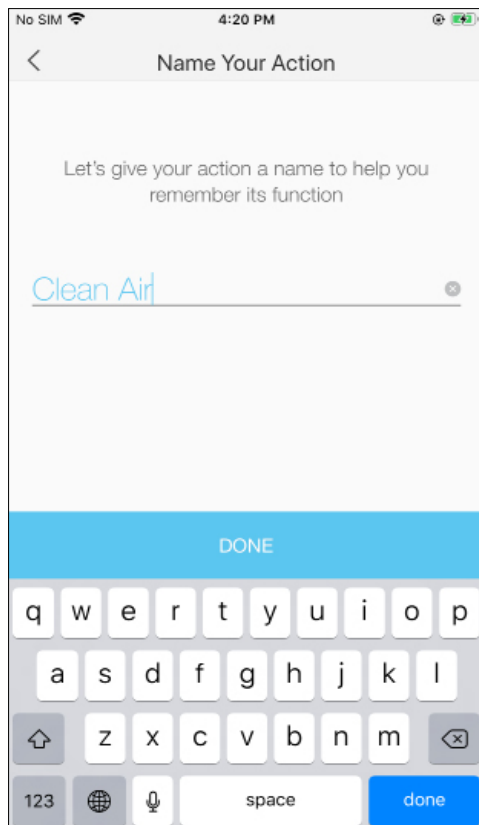 No SIM 4:20 PM
Name Your Action
Let's give your action a name to help you
remember its function
Clean Air
DONE
q w e r t y u i o p
a s d f g h j k l
z x c v b n m
123 space done